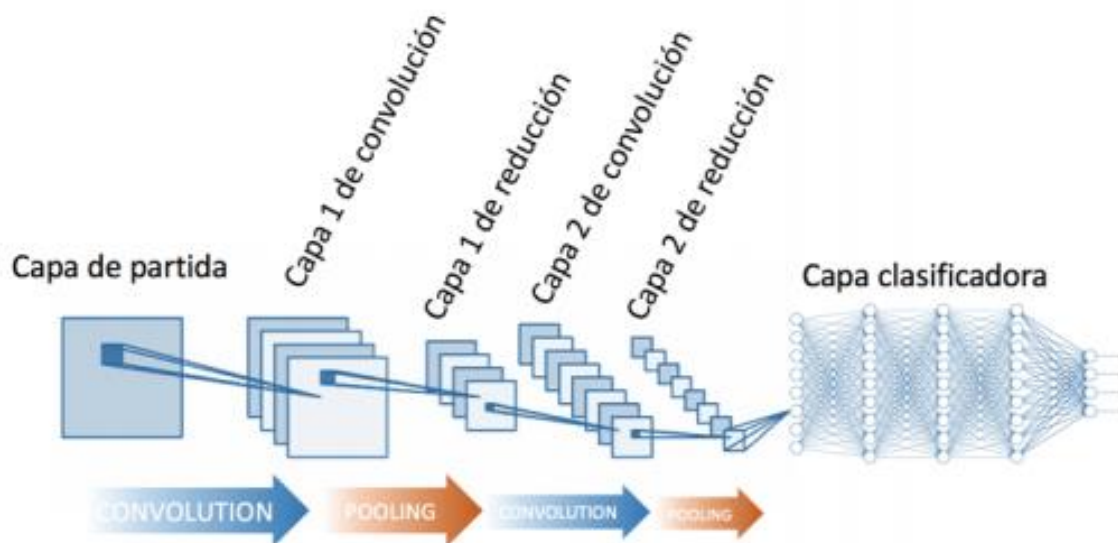 Capa de partida
Capa 1 de convolución
Capa 1 de reducción
Capa 2 de convolución
Capa 2 de reducción
Capa clasificadora
CONVOLUTION
POOLING
CONVOLUTION
POOLING